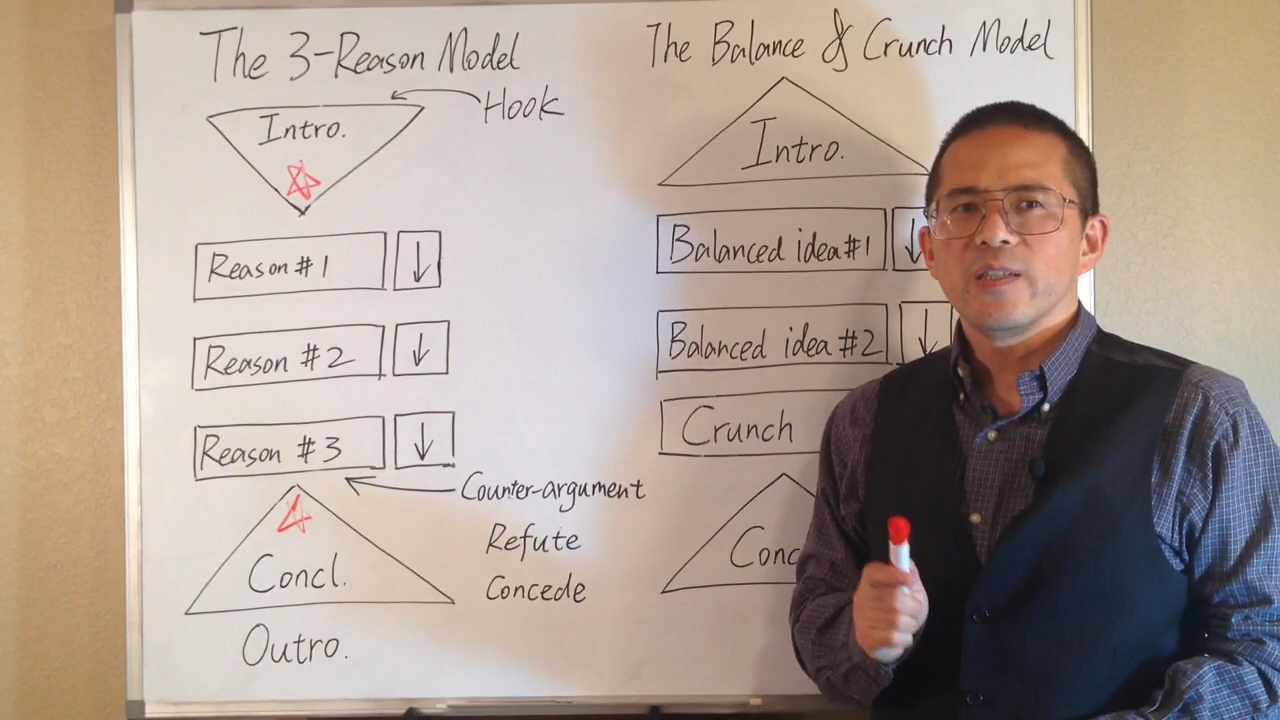 The 3-Reason Model
Hook
Intro.
Reason #1
Reason #2
Reason #3
Counter-argument
Refute
Concede
Concl.
Outro.
The Balance & Crunch Model
Intro.
Balanced idea #1
Balanced idea #2
Crunch
Conc